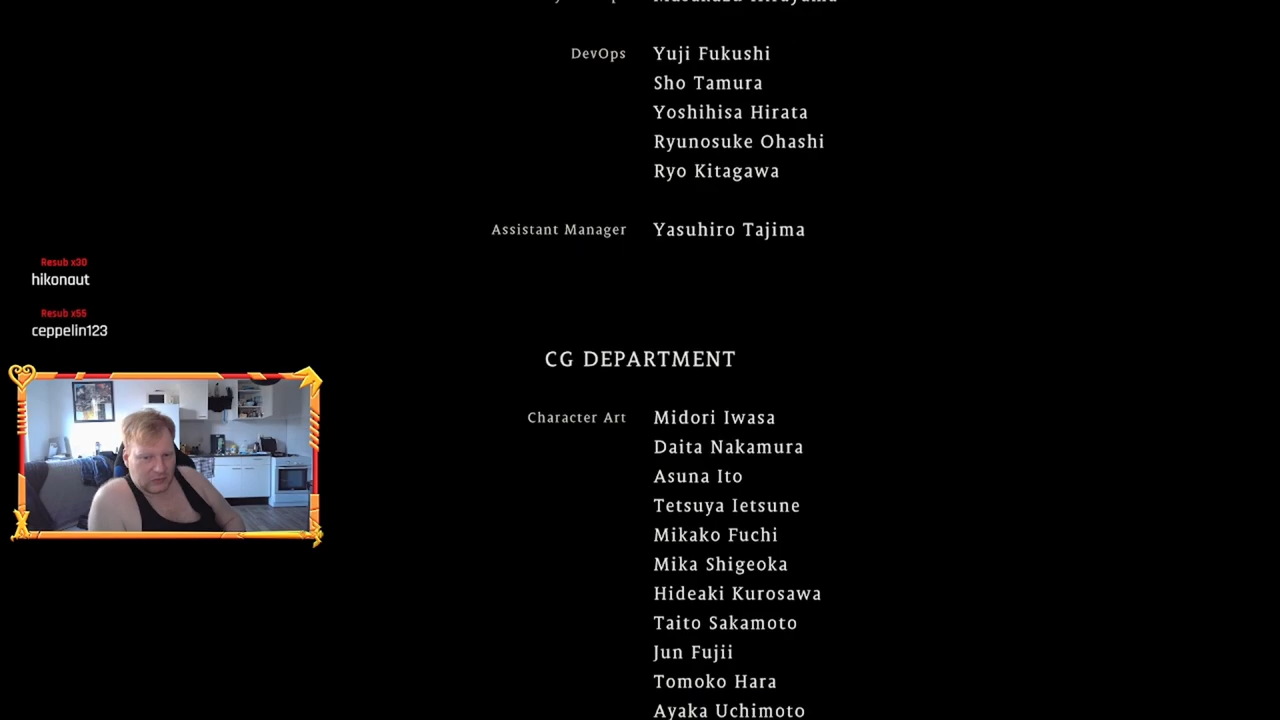 DevOps Yuji Fukushi
Sho Tamura
Yoshihisa Hirata
Ryunosuke Ohashi
Ryo Kitagawa
Assistant Manager Yasuhiro Tajima
Resub x30
hikonaut
Resub x55
ceppelin123
CG DEPARTMENT
Character Art Midori Iwasa
Daita Nakamura
Asuna Ito
Tetsuya Ietsune
Mikako Fuchi
Mika Shigeoka
Hideaki Kurosawa
Taito Sakamoto
Jun Fujii
Tomoko Hara
Ayaka Uchimoto